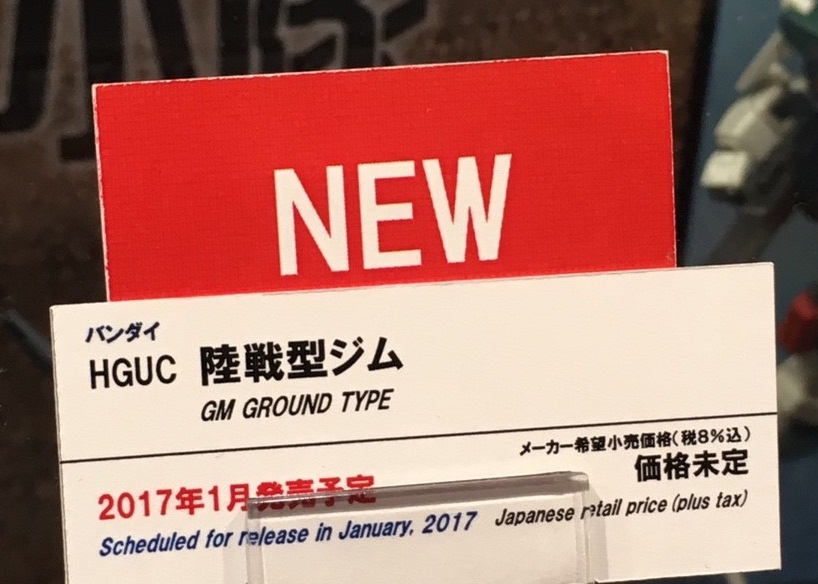 NEW
バンダイ
HGUC 陸戦型ジム
GM GROUND TYPE
メーカー希望小売価格(税8%込)
価格未定
2017年1月発売予定
Japanese retail price (plus tax)
Scheduled for release in January, 2017